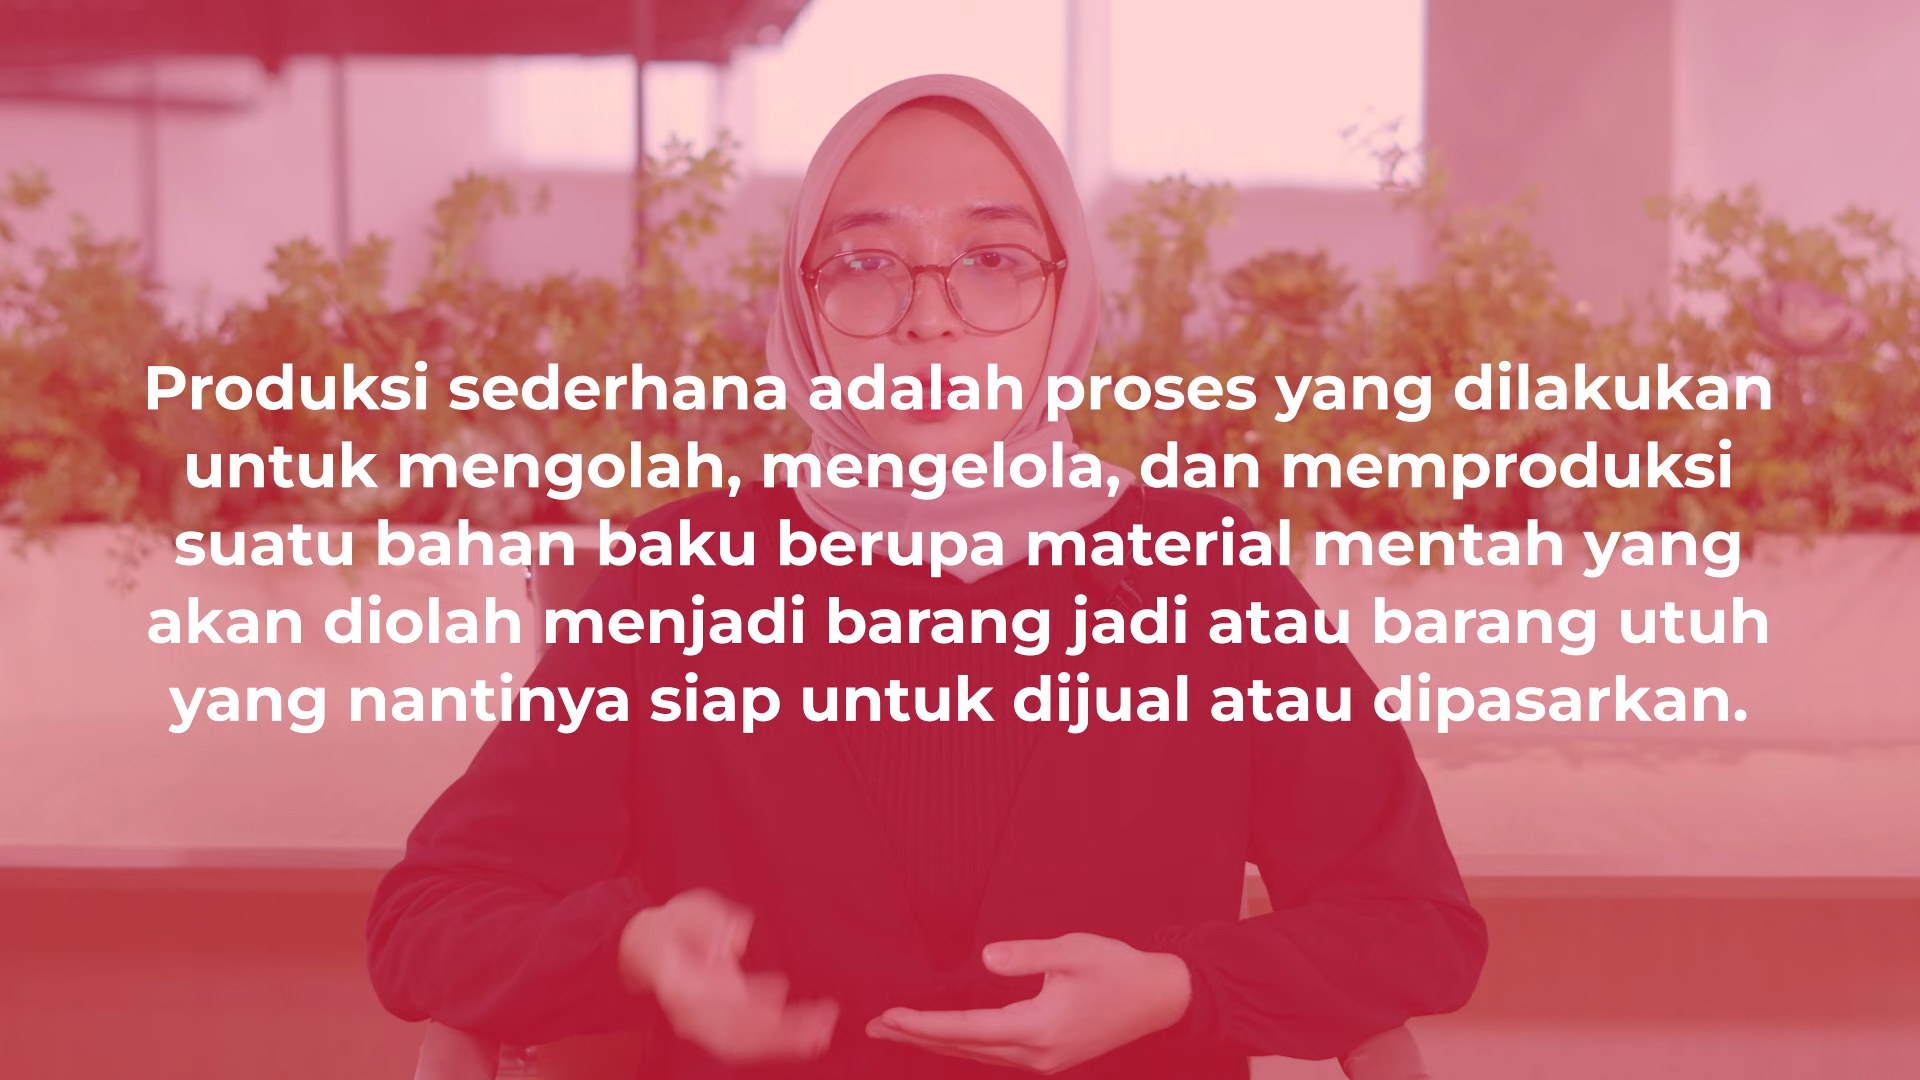 Produksi sederhana adalah proses yang dilakukan
untuk mengolah, mengelola, dan memproduksi
suatu bahan baku berupa material mentah yang
akan diolah menjadi barang jadi atau barang utuh
yang nantinya siap untuk dijual atau dipasarkan.